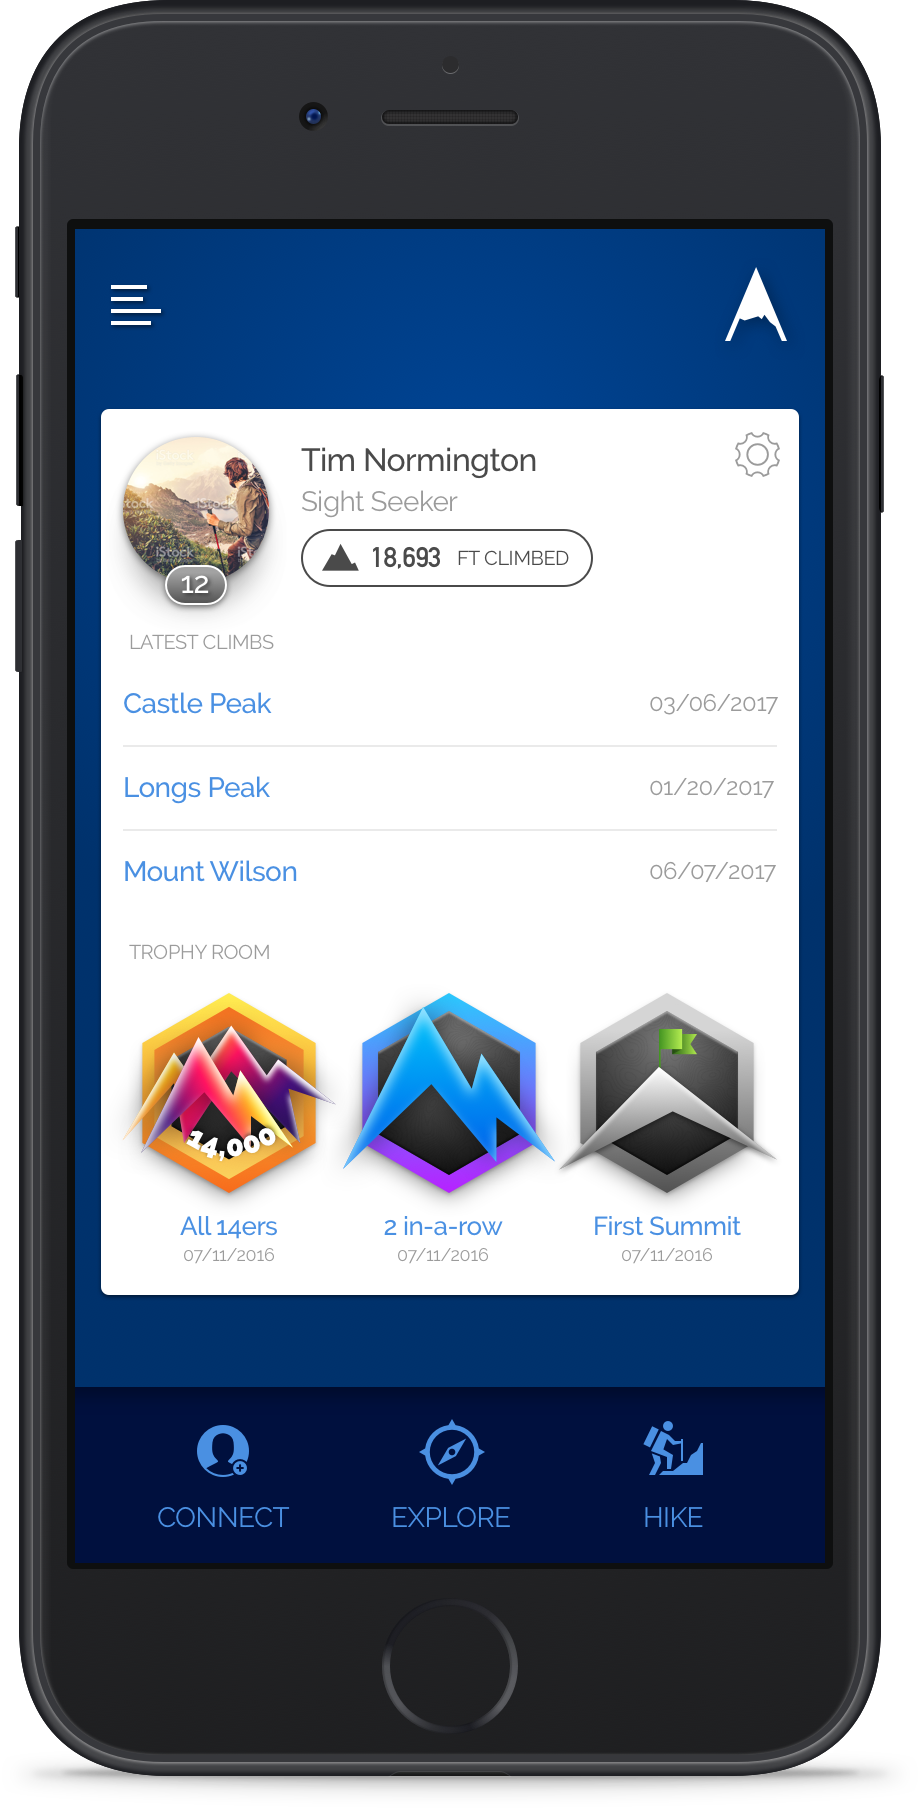 Tim Normington
Sight Seeker
18,693 FT CLIMBED
iStock
12
LATEST CLIMBS
Castle Peak 03/06/2017
Longs Peak 01/20/2017
Mount Wilson 06/07/2017
TROPHY ROOM
14,000
All 14ers 2 in-a-row First Summit
07/11/2016 07/11/2016 07/11/2016
CONNECT EXPLORE HIKE